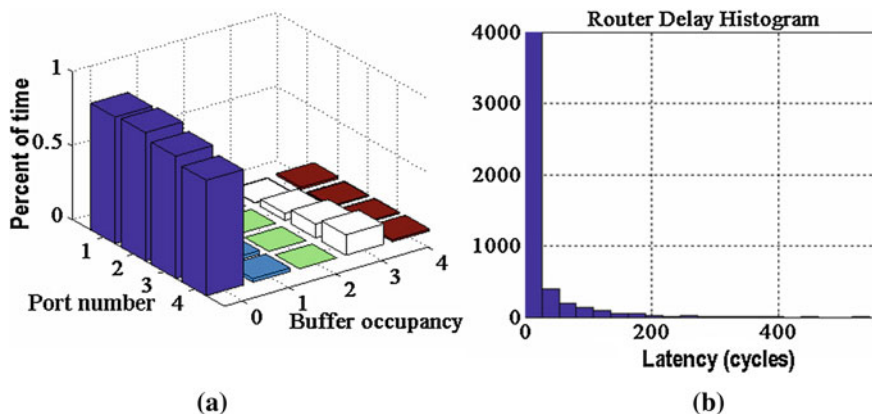 1
0.5
0
Percent of time
1
2
3
4
Port number
0
1
2
3
4
Buffer occupancy
(a)
Router Delay Histogram
4000
3000
2000
1000
0
0
200
400
Latency (cycles)
(b)